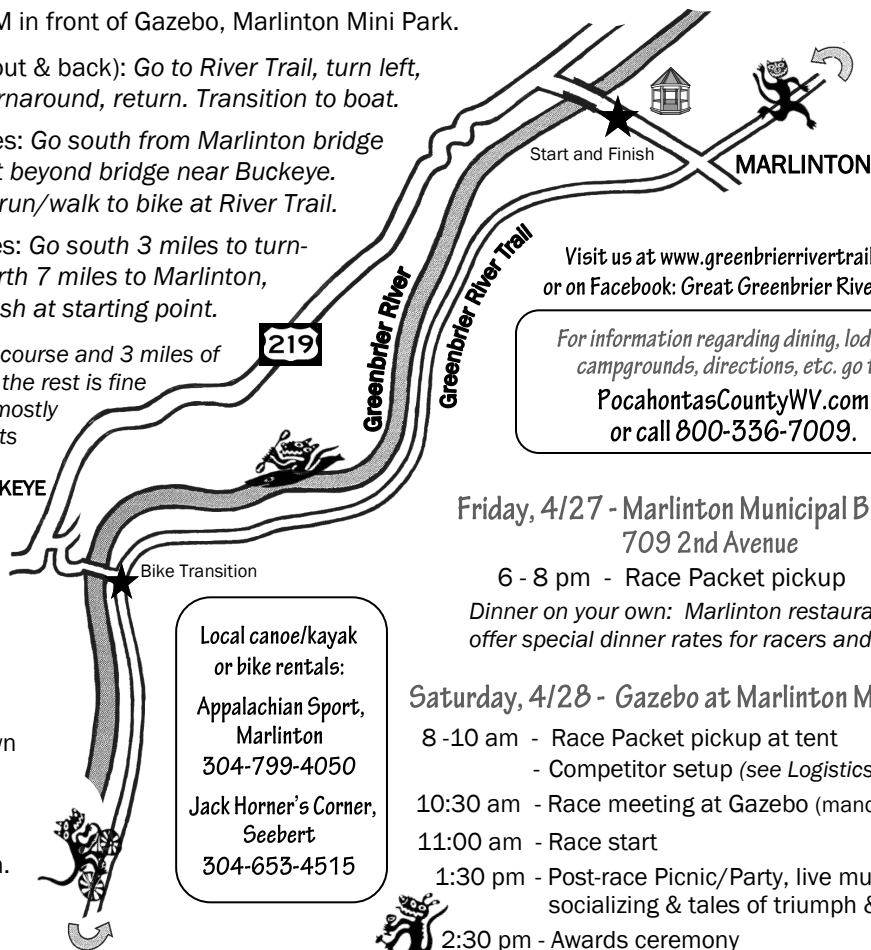 M in front of Gazebo, Marlinton Mini Park.
out & back): Go to River Trail, turn left,
rnaround, return. Transition to boat.
es: Go south from Marlinton bridge
t beyond bridge near Buckeye.
run/walk to bike at River Trail.
es: Go south 3 miles to turn-
rth 7 miles to Marlinton,
sh at starting point.
course and 3 miles of
the rest is fine
mostly
ts
KEYE
219
Greenbrier River
Greenbrier River Trail
Start and Finish
MARLINTON
Bike Transition
wn
n.
Visit us at www.greenbrierrivertrail
or on Facebook: Great Greenbrier Rive
For information regarding dining, lod
campgrounds, directions, etc. go t
PocahontasCountyWV.com
or call 800-336-7009.
Local canoe/kayak
or bike rentals:
Appalachian Sport,
Marlinton
304-799-4050
Jack Horner's Corner,
Seebert
304-653-4515
Friday, 4/27 - Marlinton Municipal B
709 2nd Avenue
6 - 8 pm - Race Packet pickup
Dinner on your own: Marlinton restaura
offer special dinner rates for racers and
Saturday, 4/28 - Gazebo at Marlinton M
8 -10 am - Race Packet pickup at tent
- Competitor setup (see Logistics
10:30 am - Race meeting at Gazebo (mand
11:00 am - Race start
1:30 pm - Post-race Picnic/Party, live mu
socializing & tales of triumph &
2:30 pm - Awards ceremony